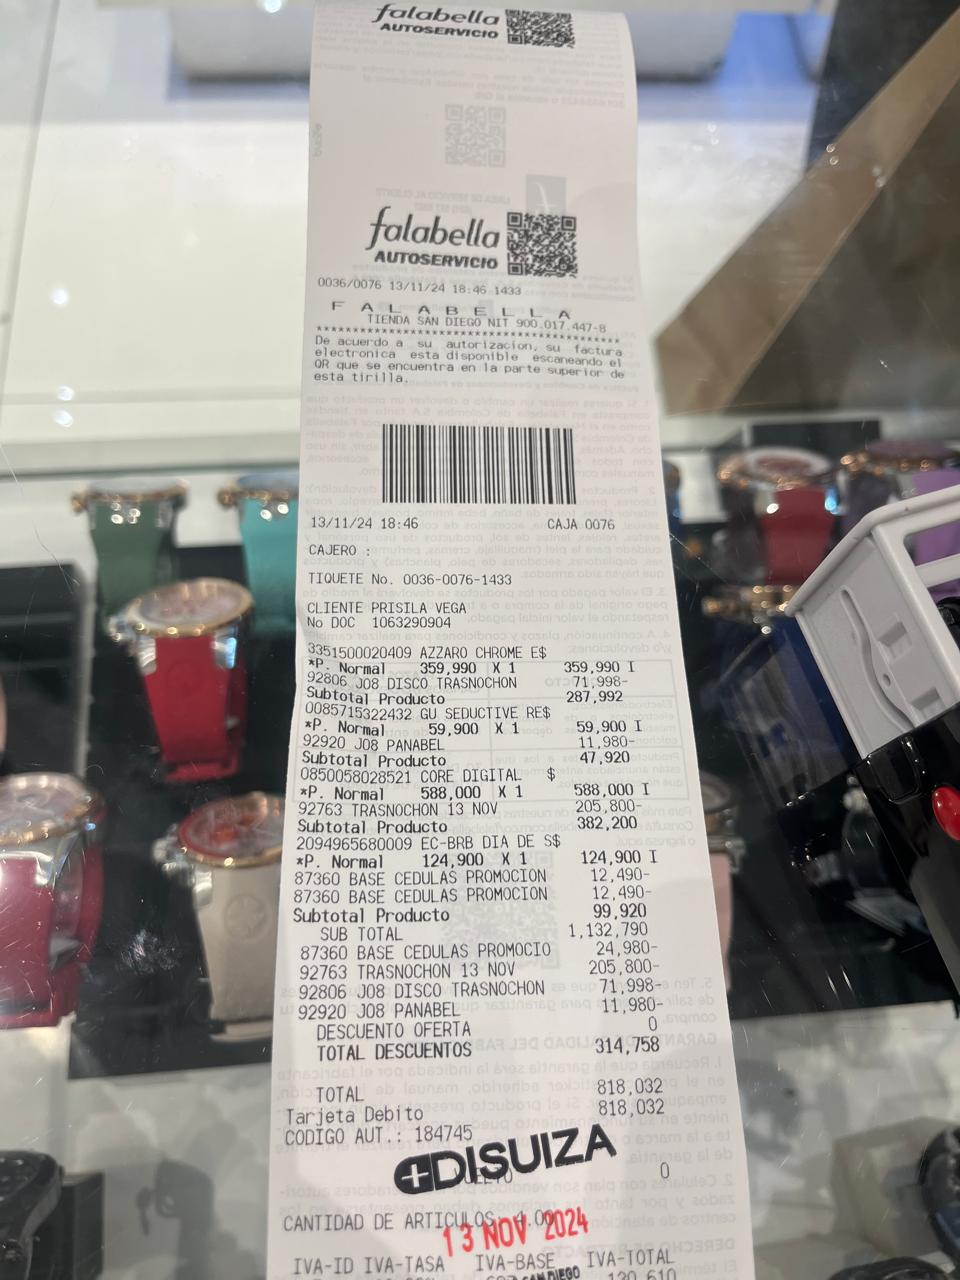 falabella
AUTOSERVICIO
falabella
AUTOSERVICIO
0036/0076 13/11/24 18:46 1433
F A L A B E L L A
TIENDA SAN DIEGO NIT 900.017.447-8
****************************************
De acuerdo a su autorizacion, su factura
electronica esta disponible escaneando el
QR que se encuentra en la parte superior de
esta tirilla.
13/11/24 18:46 CAJA 0076
CAJERO :
TIQUETE No. 0036-0076-1433
CLIENTE PRISILA VEGA
No DOC 1063290904
3351500020409 AZZARO CHROME E$
*P. Normal 359,990 X 1 359,990 I
92806 J08 DISCO TRASNOCHON 71,998-
Subtotal Producto 287,992
0085715322432 GU SEDUCTIVE RE$
*P. Normal 59,900 X 1 59,900 I
92920 J08 PANABEL 11,980-
Subtotal Producto 47,920
0850058028521 CORE DIGITAL $
*P. Normal 588,000 X 1 588,000 I
92763 TRASNOCHON 13 NOV 205,800-
Subtotal Producto 382,200
2094965680009 EC-BRB DIA DE S$
*P. Normal 124,900 X 1 124,900 I
87360 BASE CEDULAS PROMOCION 12,490-
87360 BASE CEDULAS PROMOCION 12,490-
Subtotal Producto 99,920
SUB TOTAL 1,132,790
87360 BASE CEDULAS PROMOCIO 24,980-
92763 TRASNOCHON 13 NOV 205,800-
92806 J08 DISCO TRASNOCHON 71,998-
92920 J08 PANABEL 11,980-
DESCUENTO OFERTA 0
TOTAL DESCUENTOS 314,758
TOTAL 818,032
Tarjeta Debito 818,032
CODIGO AUT.: 184745
DISUIZA
0
CANTIDAD DE ARTICULOS 4.00
13 NOV 2024
IVA-ID IVA-TASA IVA-BASE IVA-TOTAL
SAN DIEGO
130,610